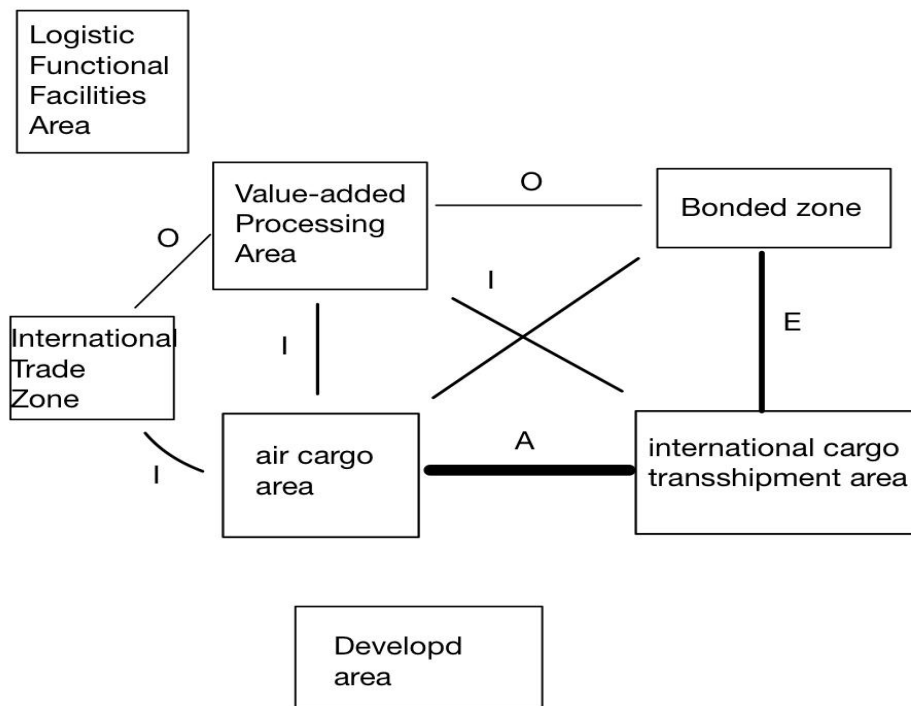 Logistic
Functional
Facilities
Area
Value-added
Processing
Area
O
Bonded zone
O
I
International
Trade
Zone
I
E
I
air cargo
area
A
international cargo
transshipment area
Developd
area